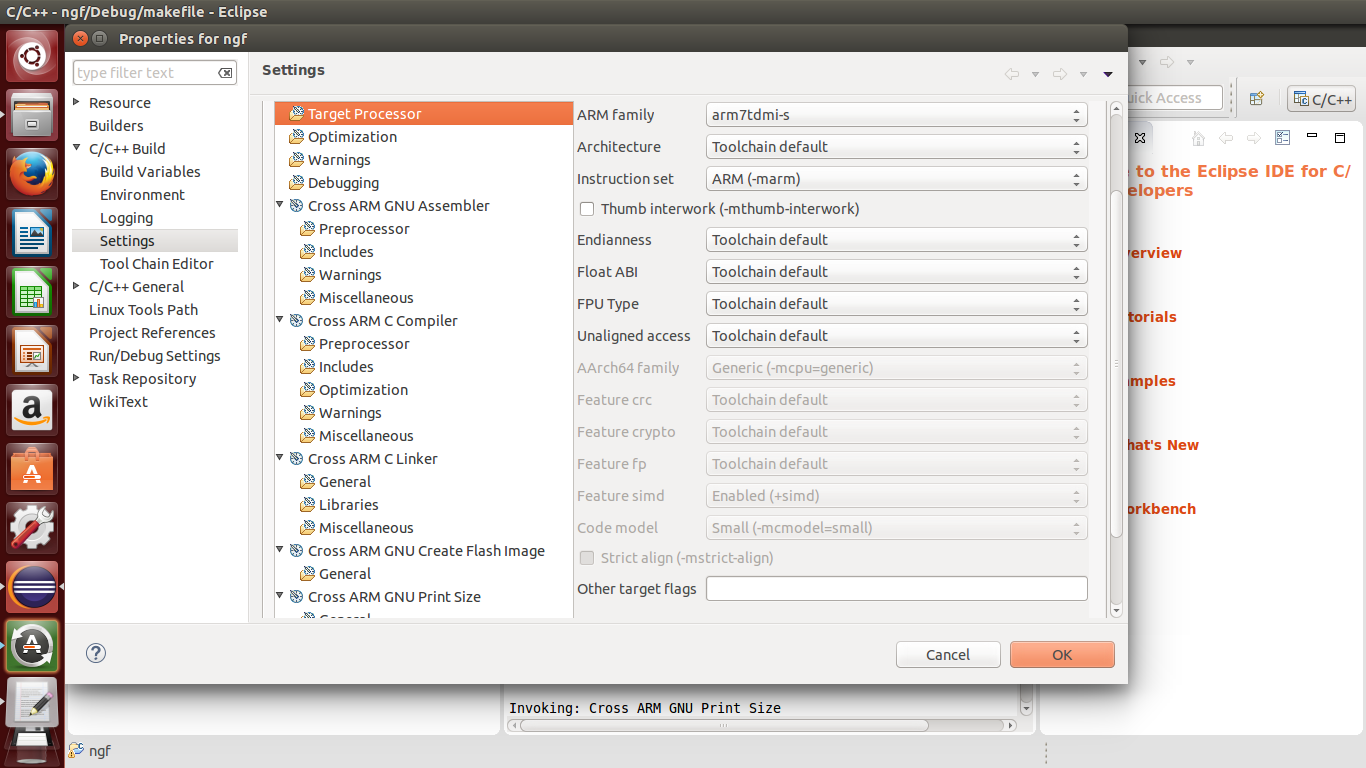 C/C++ - ngf/Debug/makefile - Eclipse
Properties for ngf
type filter text
Resource
Builders
C/C++ Build
Build Variables
Environment
Logging
Settings
Tool Chain Editor
C/C++ General
Linux Tools Path
Project References
Run/Debug Settings
Task Repository
WikiText
Settings
Target Processor
Optimization
Warnings
Debugging
Cross ARM GNU Assembler
Preprocessor
Includes
Warnings
Miscellaneous
Cross ARM C Compiler
Preprocessor
Includes
Optimization
Warnings
Miscellaneous
Cross ARM C Linker
General
Libraries
Miscellaneous
Cross ARM GNU Create Flash Image
General
Cross ARM GNU Print Size
General
ARM family arm7tdmi-s
Architecture Toolchain default
Instruction set ARM (-marm)
Thumb interwork (-mthumb-interwork)
Endianness Toolchain default
Float ABI Toolchain default
FPU Type Toolchain default
Unaligned access Toolchain default
AArch64 family Generic (-mcpu=generic)
Feature crc Toolchain default
Feature crypto Toolchain default
Feature fp Toolchain default
Feature simd Enabled (+simd)
Code model Small (-mcmodel=small)
Strict align (-mstrict-align)
Other target flags
Cancel OK
uick Access
C/C++
e to the Eclipse IDE for C/
elopers
verview
torials
mples
hat's New
orkbench
Invoking: Cross ARM GNU Print Size
ngf